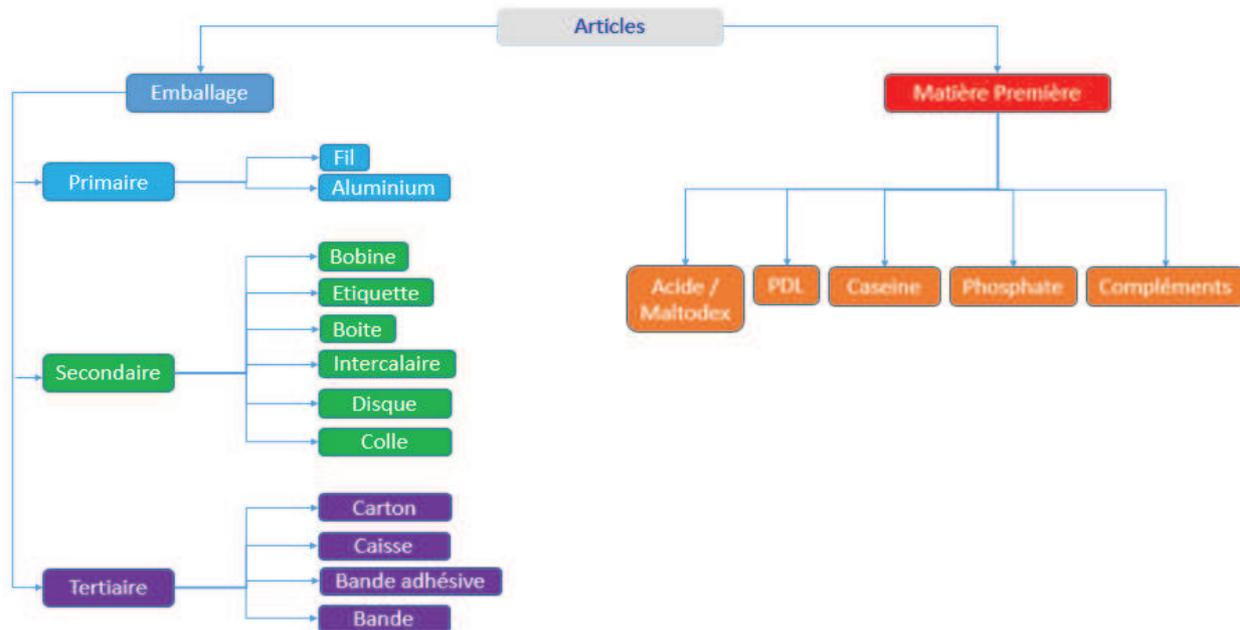 Articles
Emballage
Matière Première
Primaire
Fil
Aluminium
Secondaire
Bobine
Etiquette
Boite
Intercalaire
Disque
Colle
Tertiaire
Carton
Caisse
Bande adhésive
Bande
Acide /
Maltodex
PDL
Caseine
Phosphate
Compléments